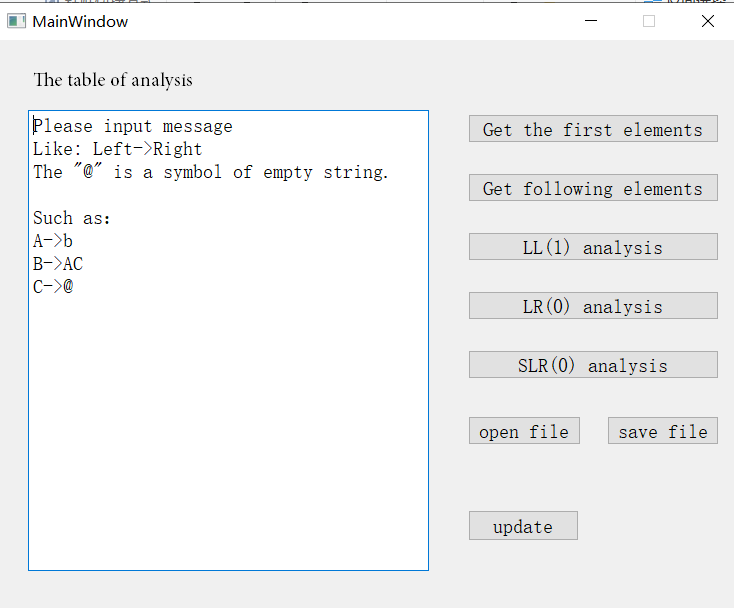 MainWindow
The table of analysis
Please input message
Like: Left->Right
The "@" is a symbol of empty string.
Such as:
A->b
B->AC
C->@
Get the first elements
Get following elements
LL(1) analysis
LR(0) analysis
SLR(0) analysis
open file
save file
update